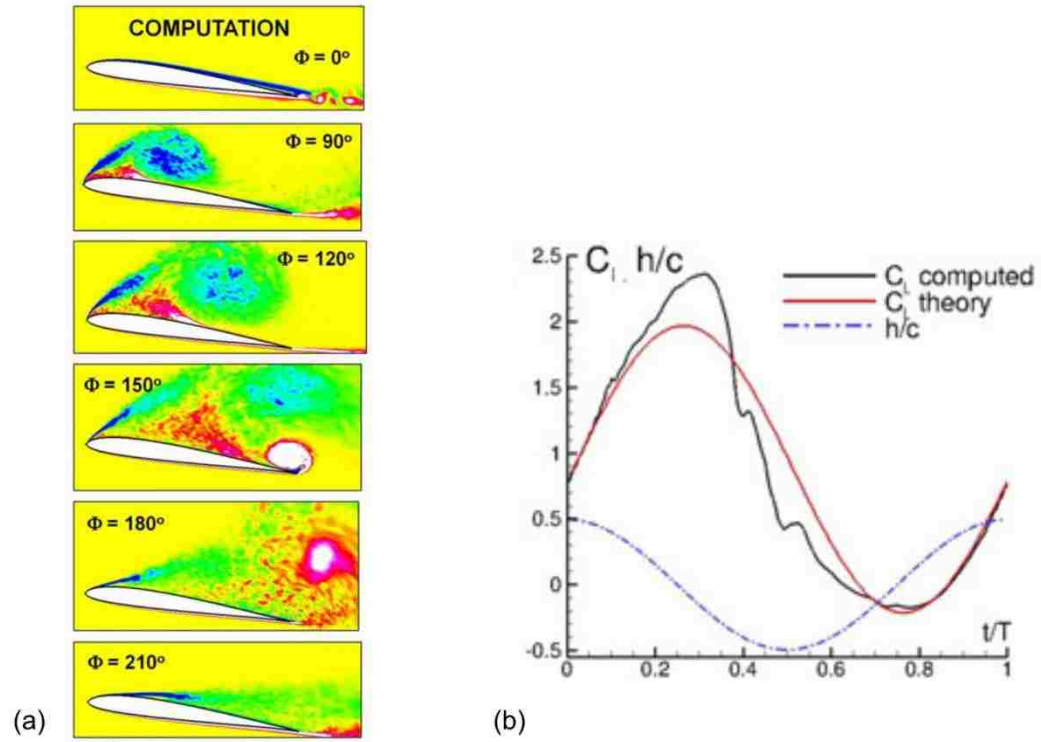 COMPUTATION
Φ = 0°
Φ = 90°
Φ = 120°
Φ = 150°
Φ = 180°
Φ = 210°
(a)
C_L, h/c
C_L computed
C_L theory
h/c
2.5
2
1.5
1
0.5
0
-0.5
0
0.2
0.4
0.6
0.8
1
t/T
(b)